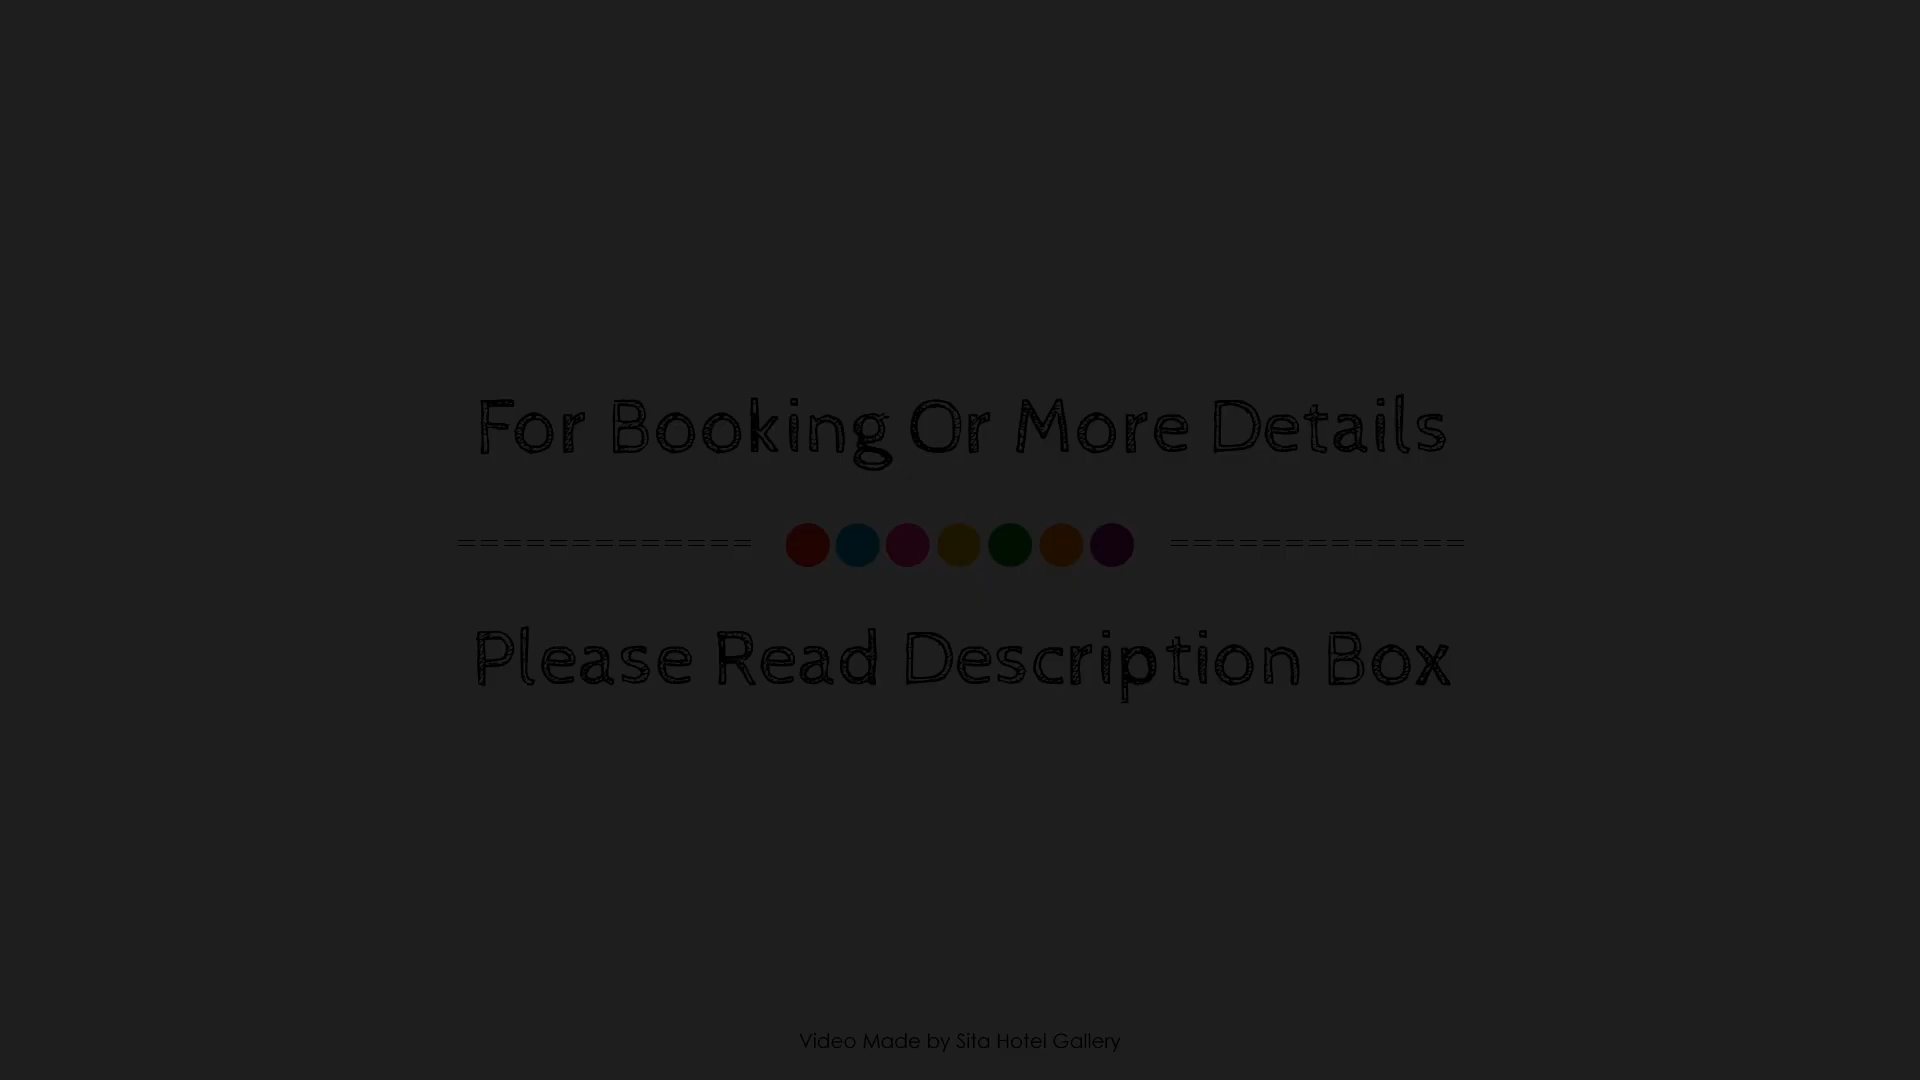 For Booking Or More Details
============= =============
Please Read Description Box
Video Made by Sita Hotel Gallery